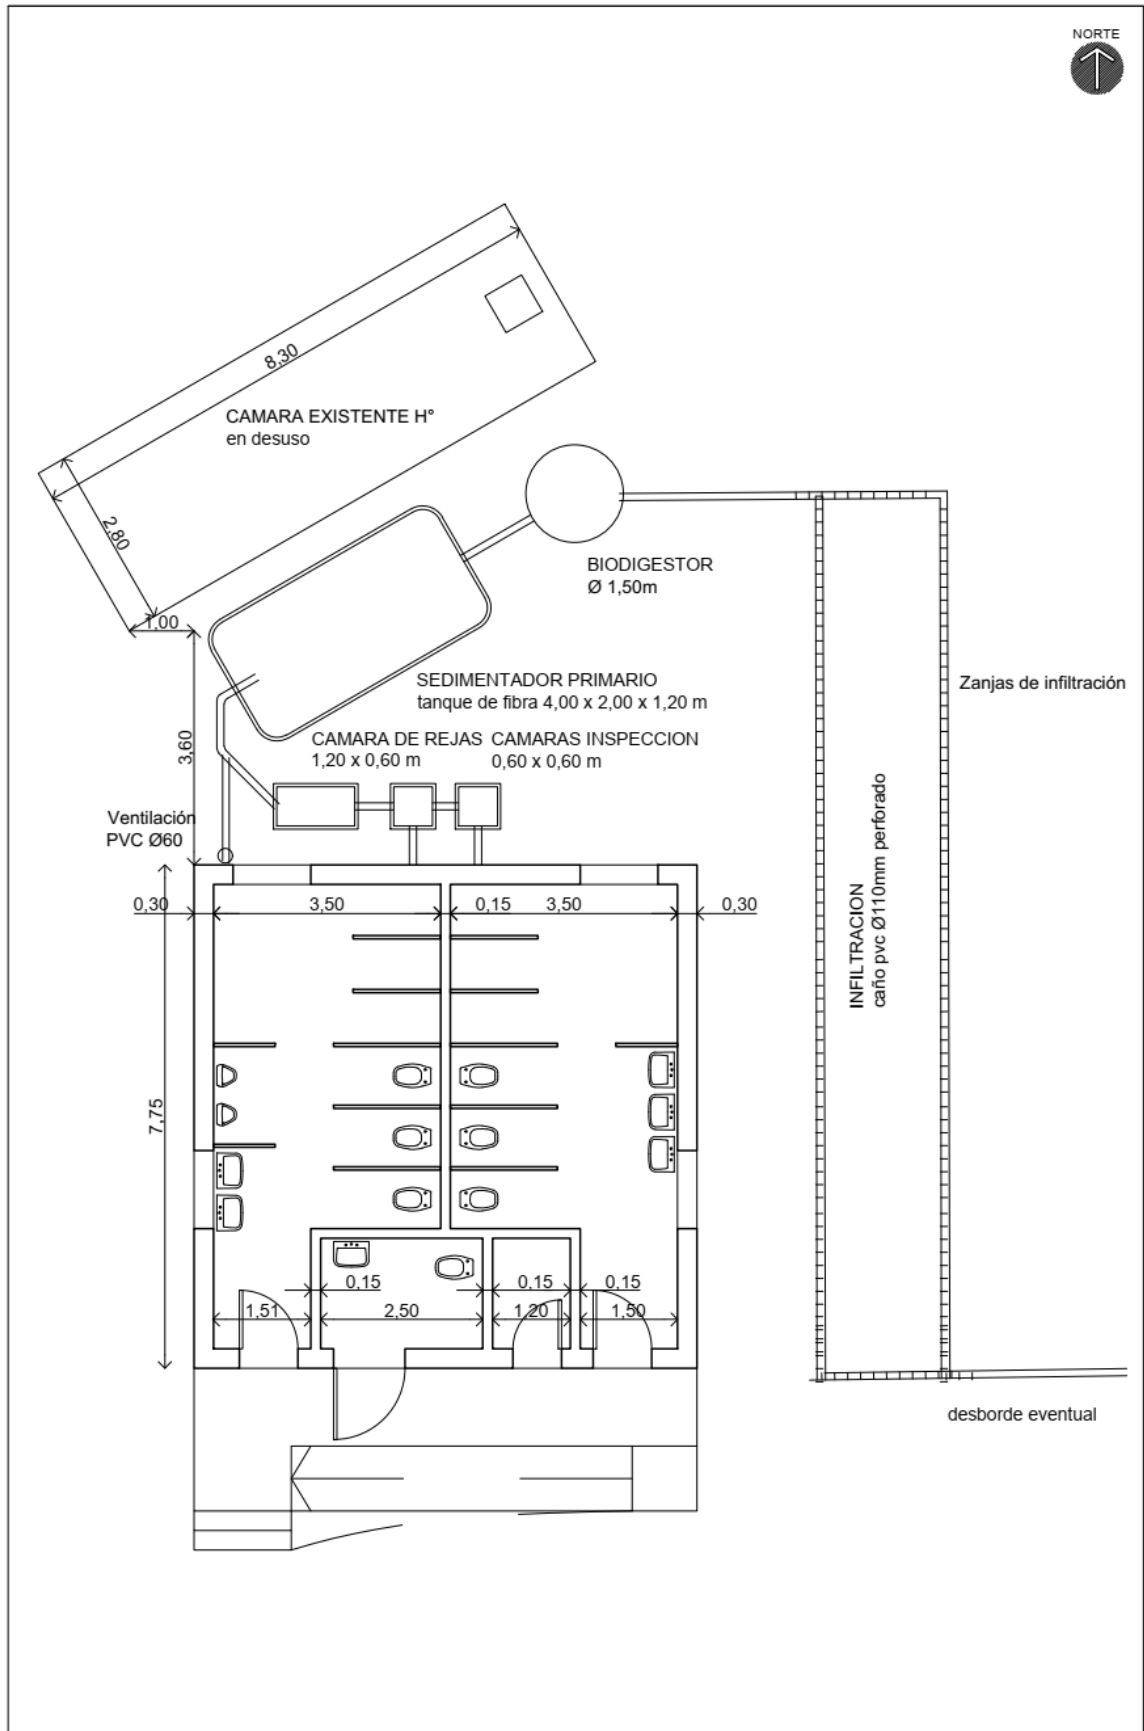 NORTE
8,30
CAMARA EXISTENTE H°
en desuso
2,80
BIODIGESTOR
Ø 1,50m
1,00
SEDIMENTADOR PRIMARIO
tanque de fibra 4,00 x 2,00 x 1,20 m
Zanjas de infiltración
3,60
CAMARA DE REJAS
1,20 x 0,60 m
CAMARAS INSPECCION
0,60 x 0,60 m
Ventilación
PVC Ø60
INFILTRACION
caño pvc Ø110mm perforado
0,30
3,50
0,15
3,50
0,30
7,75
0,15
0,15
0,15
1,51
2,50
1,20
1,50
desborde eventual